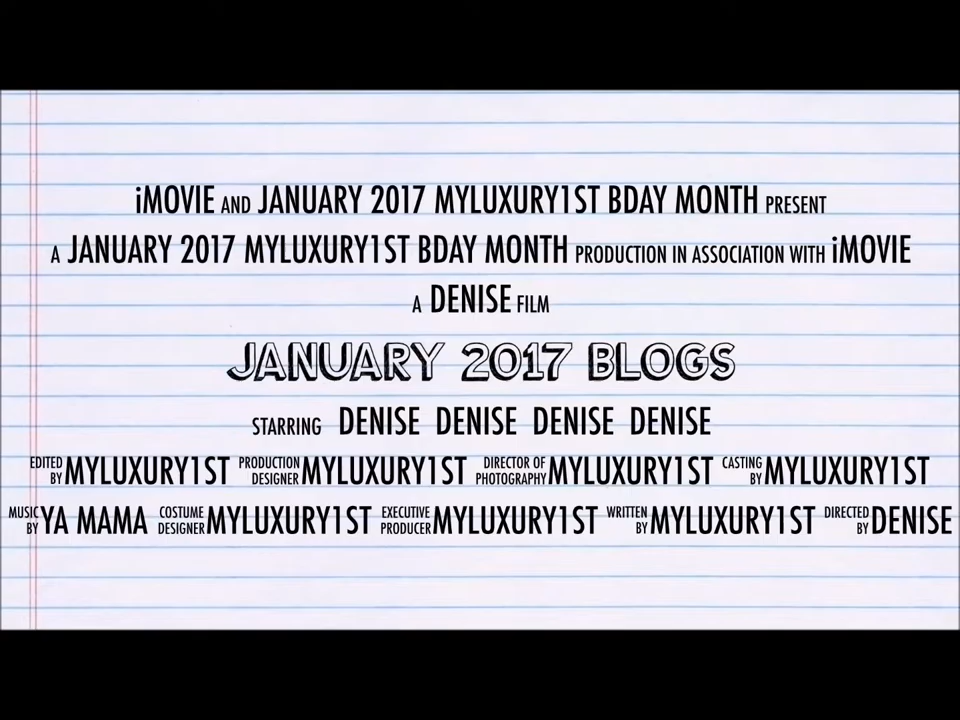 iMOVIE AND JANUARY 2017 MYLUXURY1ST BDAY MONTH PRESENT
A JANUARY 2017 MYLUXURY1ST BDAY MONTH PRODUCTION IN ASSOCIATION WITH iMOVIE
A DENISE FILM
JANUARY 2017 BLOGS
STARRING DENISE DENISE DENISE DENISE
EDITED BY MYLUXURY1ST PRODUCTION DESIGNER MYLUXURY1ST DIRECTOR OF PHOTOGRAPHY MYLUXURY1ST CASTING BY MYLUXURY1ST
MUSIC BY YA MAMA COSTUME DESIGNER MYLUXURY1ST EXECUTIVE PRODUCER MYLUXURY1ST WRITTEN BY MYLUXURY1ST DIRECTED BY DENISE